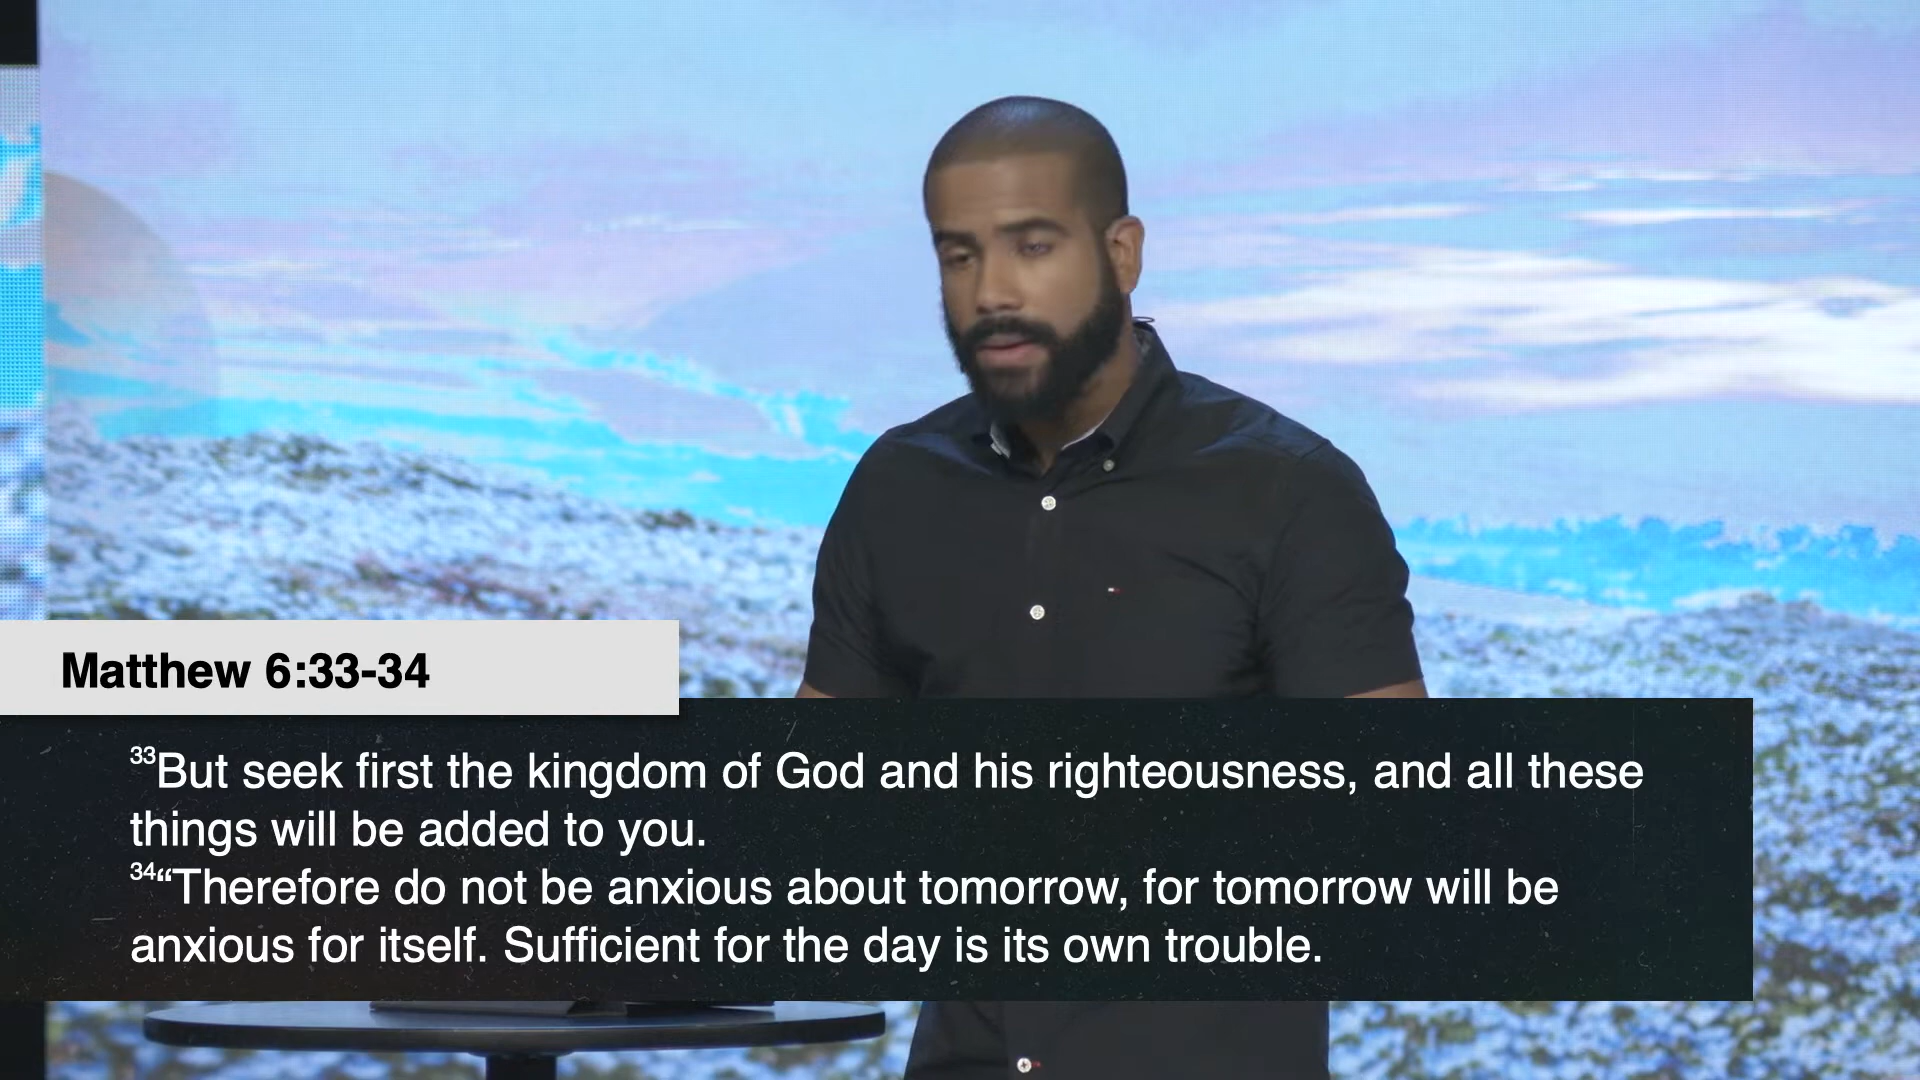 Matthew 6:33-34
33But seek first the kingdom of God and his righteousness, and all these
things will be added to you.
34“Therefore do not be anxious about tomorrow, for tomorrow will be
anxious for itself. Sufficient for the day is its own trouble.